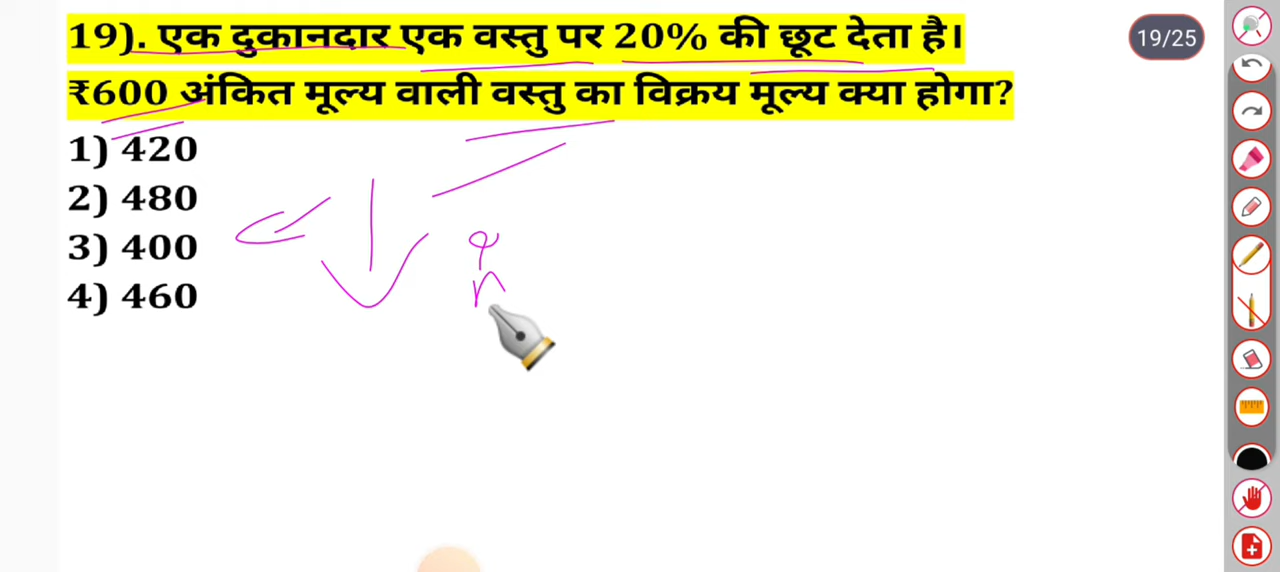 19). एक दुकानदार एक वस्तु पर 20% की छूट देता है।
₹600 अंकित मूल्य वाली वस्तु का विक्रय मूल्य क्या होगा?
1) 420
2) 480
3) 400
4) 460
19/25